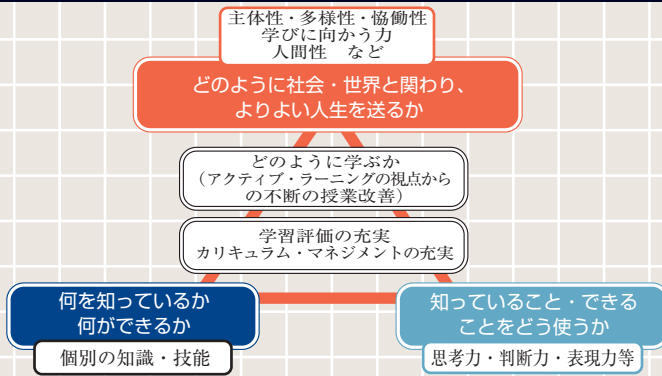 主体性・多様性・協働性
学びに向かう力
人間性　など
どのように社会・世界と関わり、
よりよい人生を送るか
どのように学ぶか
（アクティブ・ラーニングの視点から
の不断の授業改善）
学習評価の充実
カリキュラム・マネジメントの充実
何を知っているか
何ができるか
個別の知識・技能
知っていること・できる
ことをどう使うか
思考力・判断力・表現力等